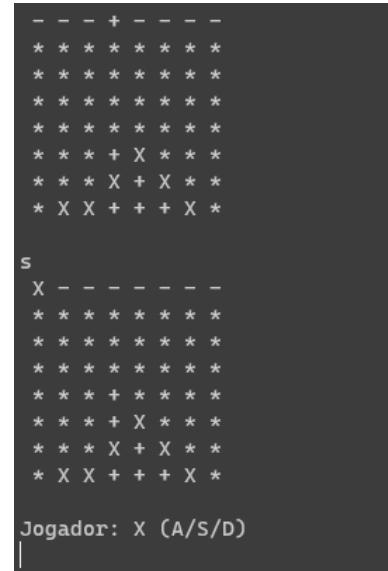 - - - + - - - -
* * * * * * * *
* * * * * * * *
* * * * * * * *
* * * * * * * *
* * * + X * * *
* * * X + X * *
* X X + + + X *
s
X - - - - - - -
* * * * * * * *
* * * * * * * *
* * * * * * * *
* * * + * * * *
* * * + X * * *
* * * X + X * *
* X X + + + X *
Jogador: X (A/S/D)